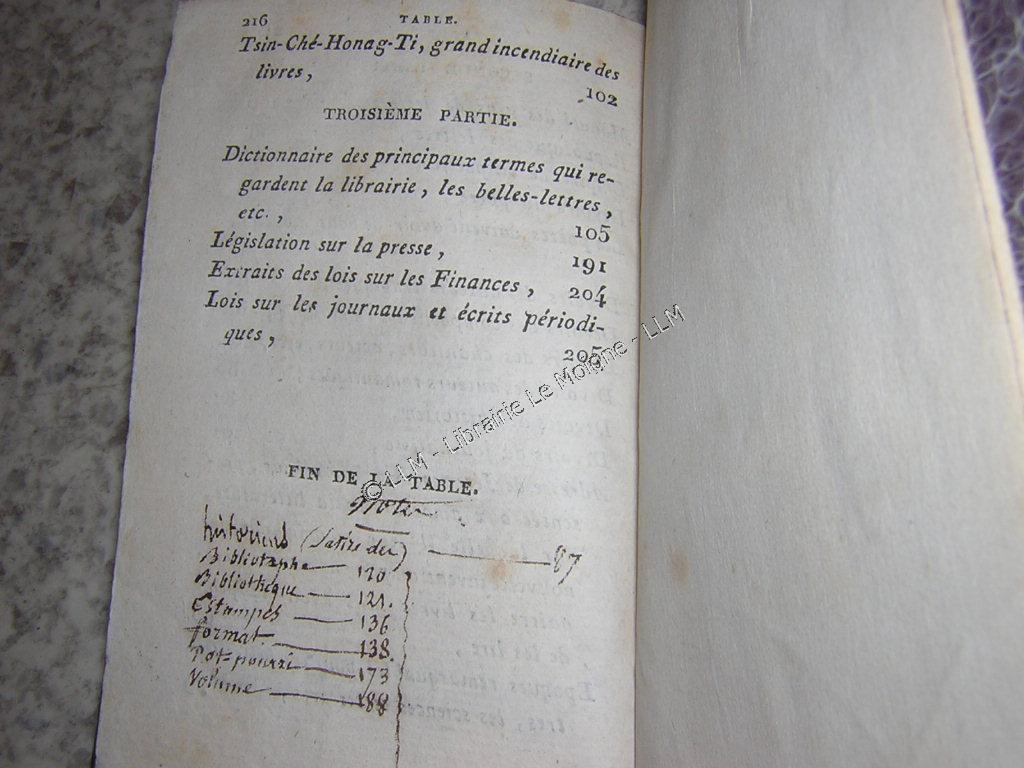 216 TABLE.
Tsin-Ché-Honag-Ti, grand incendiaire des
livres, 102
TROISIÈME PARTIE.
Dictionnaire des principaux termes qui re-
gardent la librairie, les belles-lettres,
etc., 105
Législation sur la presse, 191
Extraits des lois sur les Finances, 204
Lois sur les journaux et écrits périodi-
ques, 205
FIN DE LA TABLE.
© LLM - Librairie Le Moigne - LLM
Notes
historiens (Satire des) 87
Bibliotaphe 120
Bibliothèque 121.
Estampes 136
format 138.
Pot-pourri 173
Volume 188